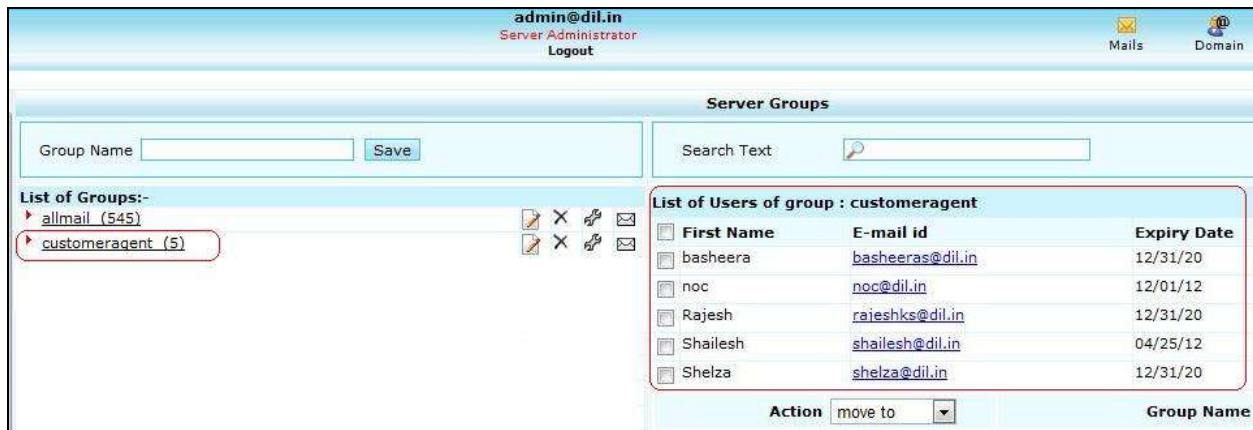 admin@dil.in
Server Administrator
Logout
Mails
Domain
Server Groups
Group Name
Save
Search Text
List of Groups:-
allmail (545)
customeragent (5)
List of Users of group : customeragent
First Name E-mail id Expiry Date
basheera basheeras@dil.in 12/31/20
noc noc@dil.in 12/01/12
Rajesh rajeshks@dil.in 12/31/20
Shailesh shailesh@dil.in 04/25/12
Shelza shelza@dil.in 12/31/20
Action move to Group Name